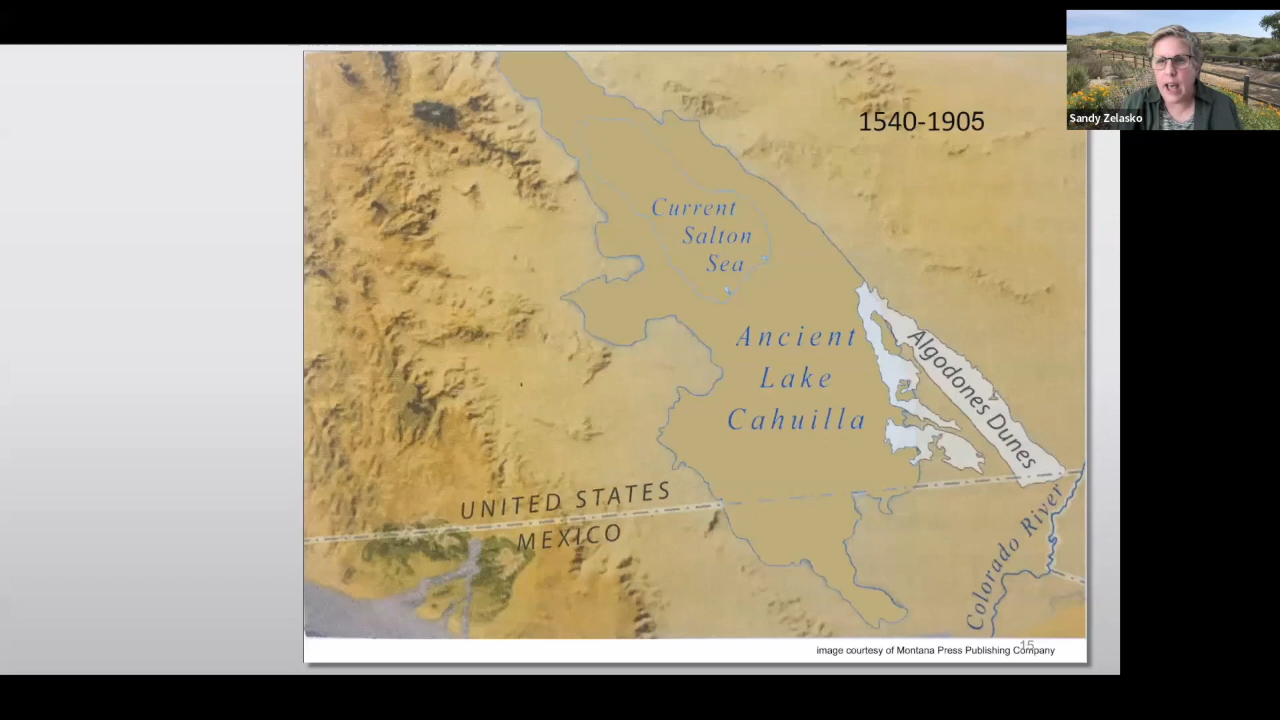 1540-1905
Sandy Zelasko
Current
Salton
Sea
Ancient
Lake
Cahuilla
Algodones Dunes
UNITED STATES
MEXICO
Colorado River
15
image courtesy of Montana Press Publishing Company